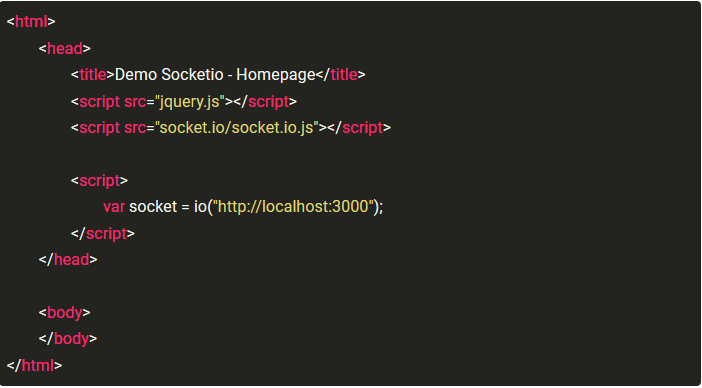 <html>
<head>
<title>Demo Socketio - Homepage</title>
<script src="jquery.js"></script>
<script src="socket.io/socket.io.js"></script>
<script>
var socket = io("http://localhost:3000");
</script>
</head>
<body>
</body>
</html>